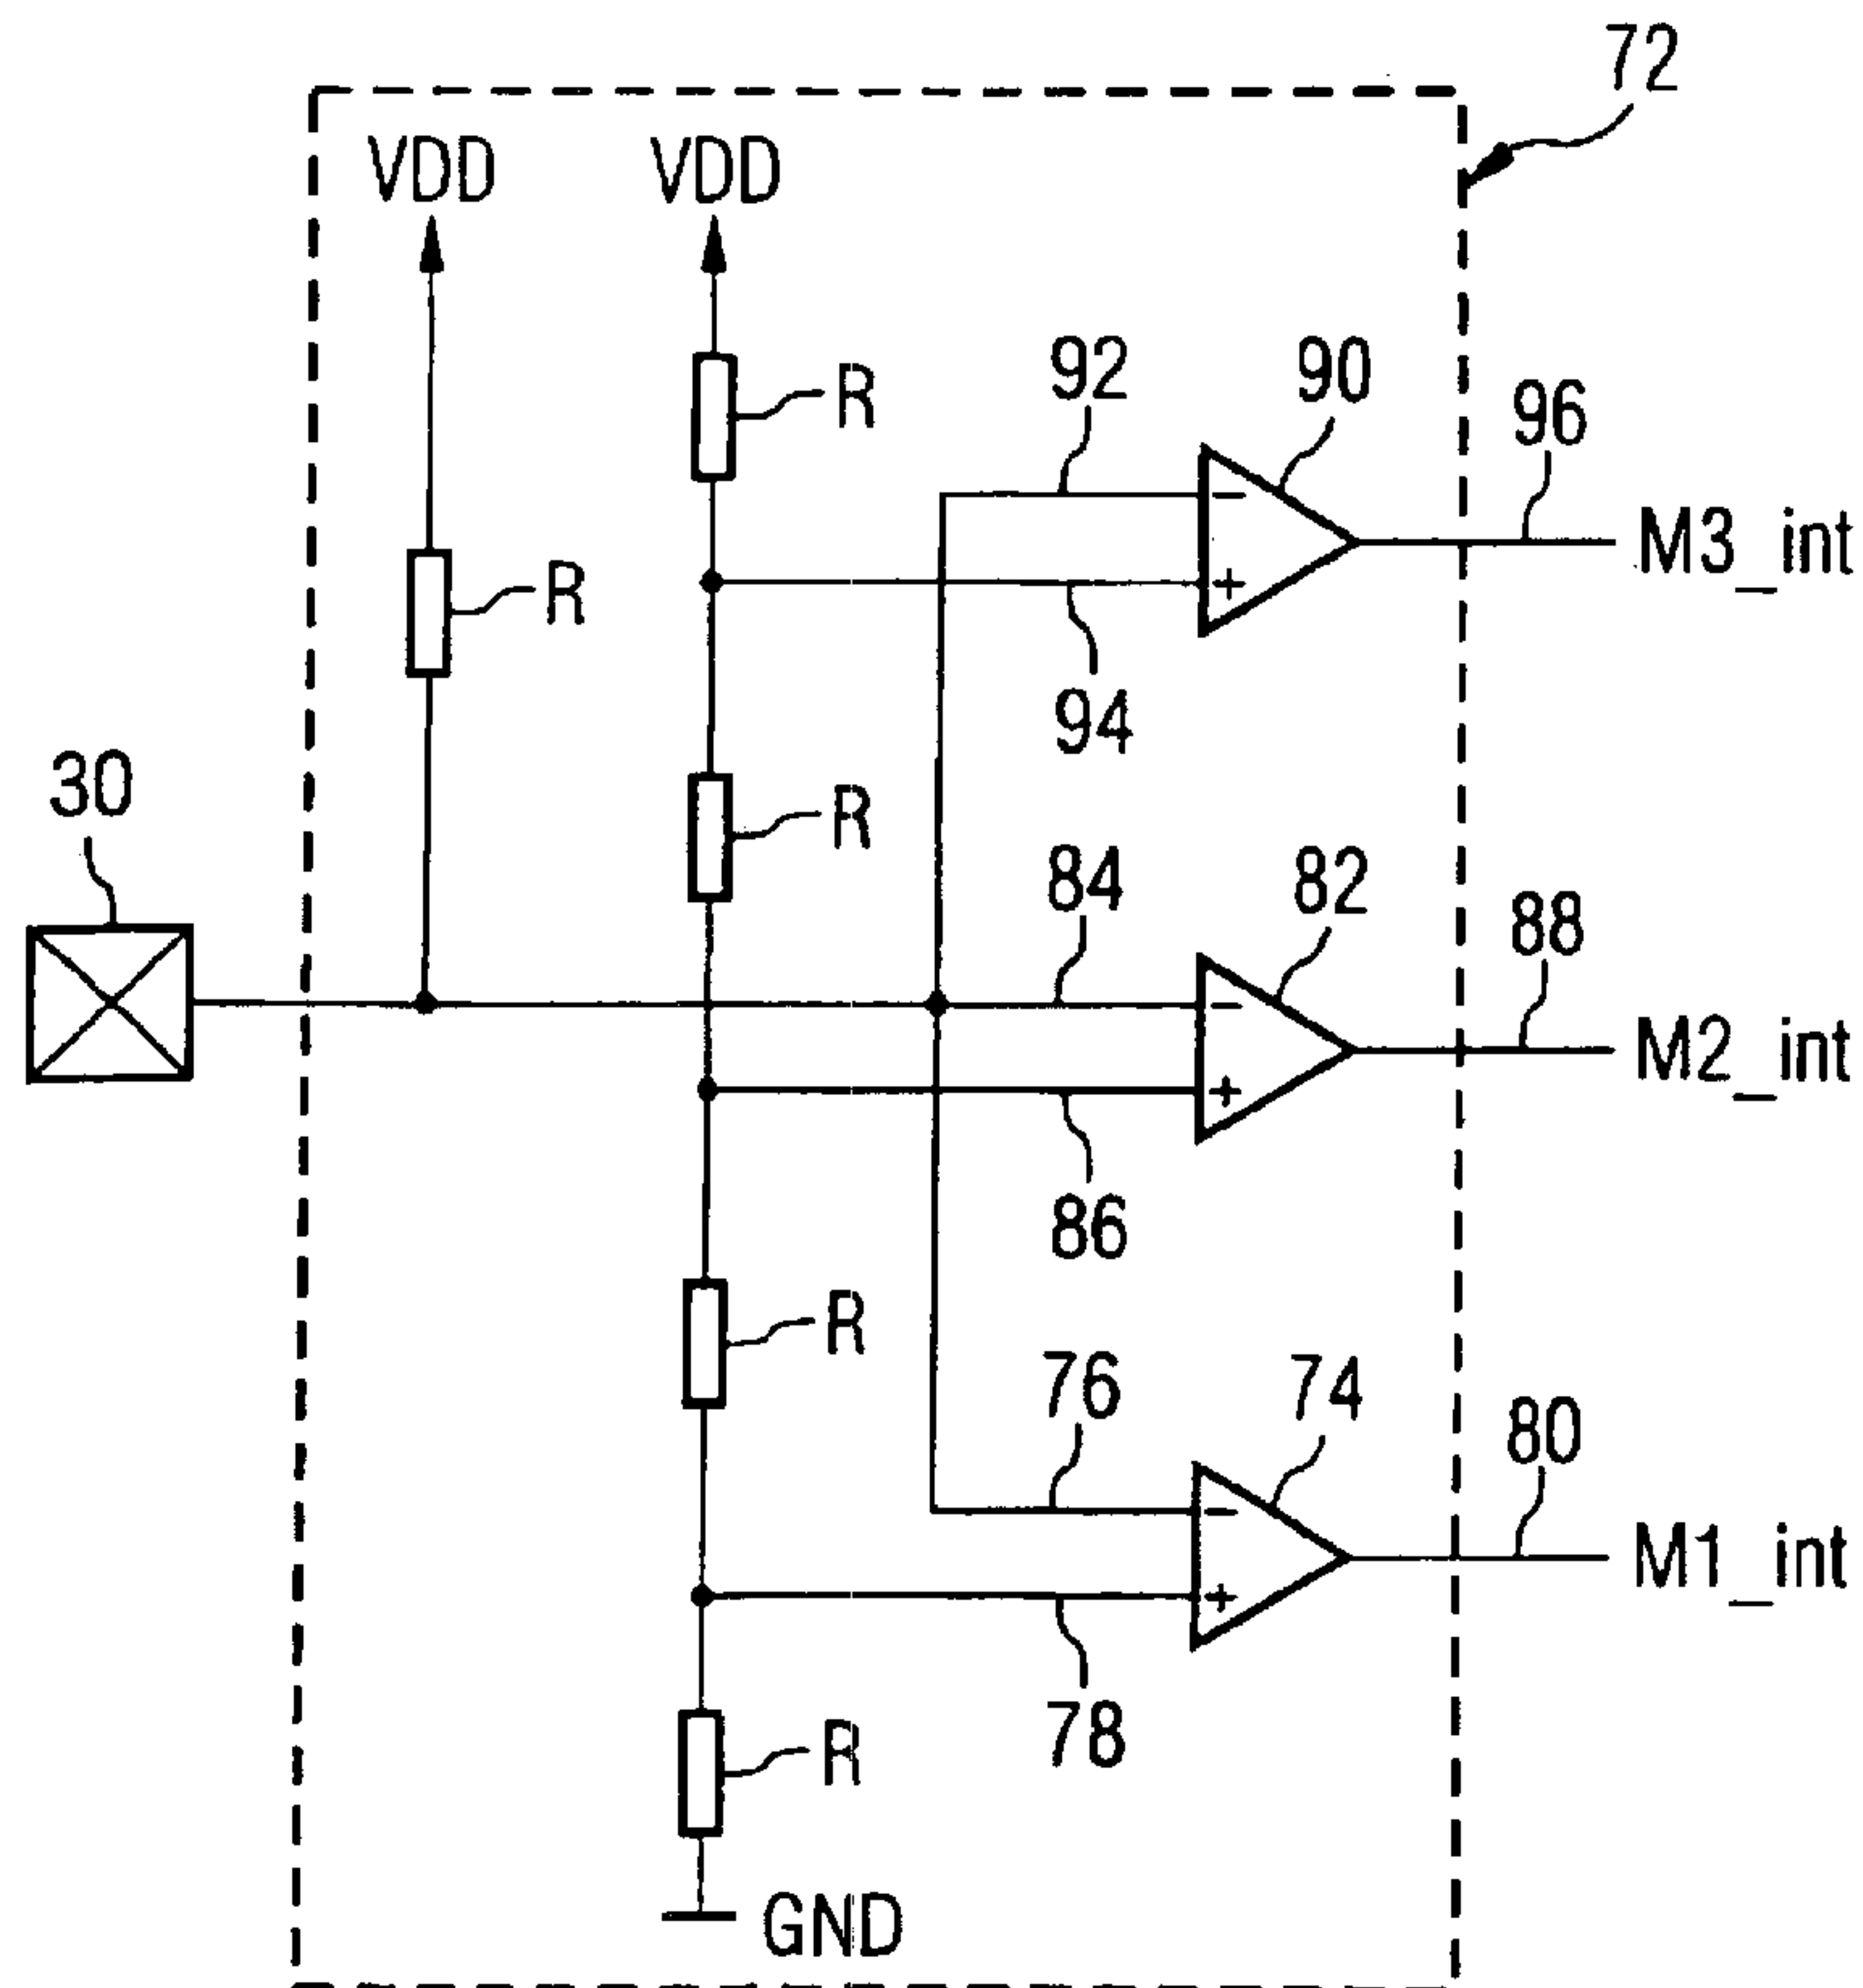 72
VDD VDD
92 90
R
96
M3_int
R
94
30
R
84 82
88
M2_int
86
R
76 74
80
M1_int
78
R
GND